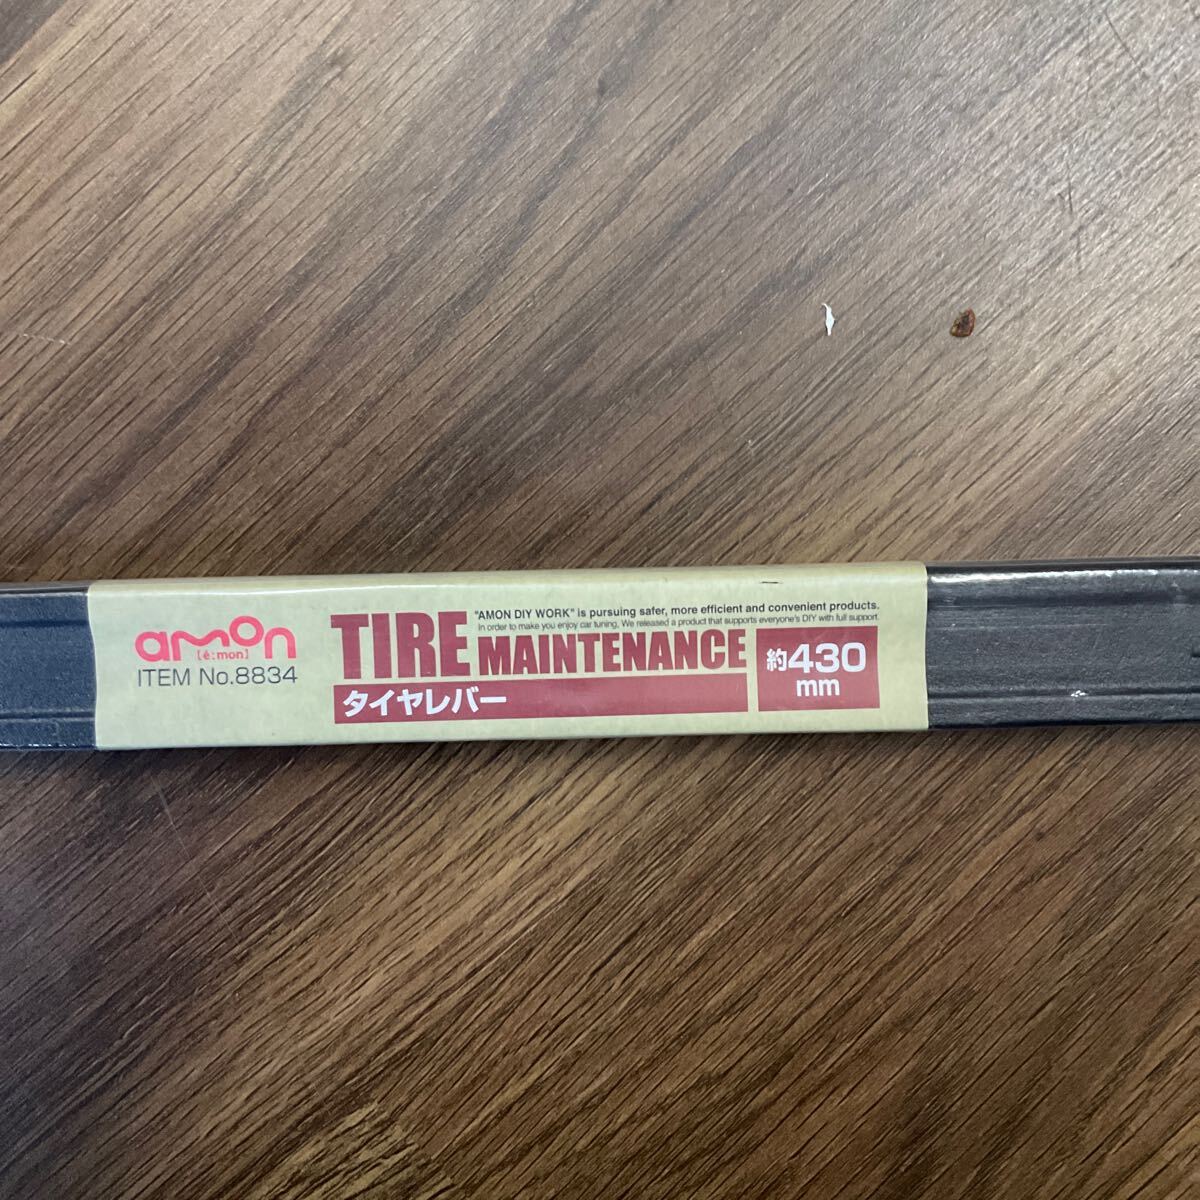 amon
[é:mon]
ITEM No.8834
TIRE MAINTENANCE
"AMON DIY WORK" is pursuing safer, more efficient and convenient products.
In order to make you enjoy car tuning, We released a product that supports everyone's DIY with full support.
タイヤレバー
約430
mm